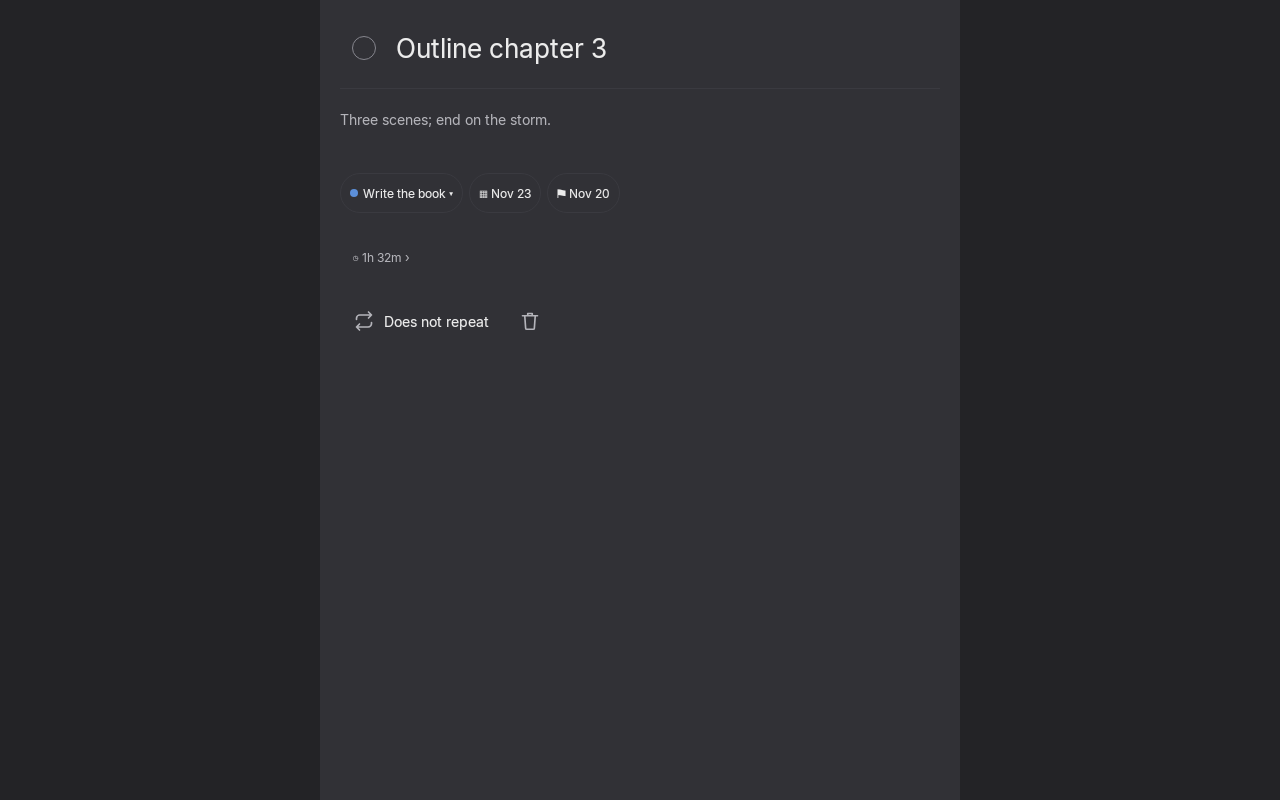 Outline chapter 3
Three scenes; end on the storm.
Write the book ▾ Nov 23 Nov 20
1h 32m ›
Does not repeat